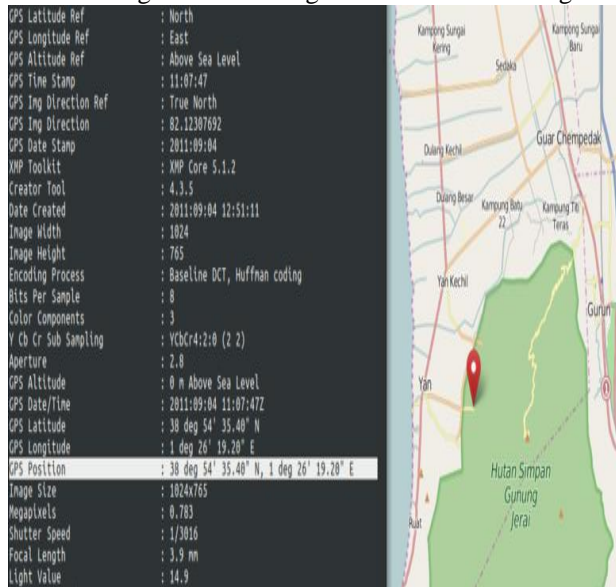 GPS Latitude Ref : North
GPS Longitude Ref : East
GPS Altitude Ref : Above Sea Level
GPS Time Stamp : 11:07:47
GPS Img Direction Ref : True North
GPS Img Direction : 82.12307692
GPS Date Stamp : 2011:09:04
XMP Toolkit : XMP Core 5.1.2
Creator Tool : 4.3.5
Date Created : 2011:09:04 12:51:11
Image Width : 1024
Image Height : 765
Encoding Process : Baseline DCT, Huffman coding
Bits Per Sample : 8
Color Components : 3
Y Cb Cr Sub Sampling : YCbCr4:2:0 (2 2)
Aperture : 2.8
GPS Altitude : 0 m Above Sea Level
GPS Date/Time : 2011:09:04 11:07:47Z
GPS Latitude : 38 deg 54' 35.40" N
GPS Longitude : 1 deg 26' 19.20" E
GPS Position : 38 deg 54' 35.40" N, 1 deg 26' 19.20" E
Image Size : 1024x765
Megapixels : 0.783
Shutter Speed : 1/3016
Focal Length : 3.9 mm
Light Value : 14.9
Kampong Sungai
Kering
Kampong Sungai
Baru
Sedaka
Guar Chempedak
Dulang Kechil
Dulang Besar
Kampung Batu
22
Kampung Titi
Teras
Yan Kechil
Gurun
Yan
Hutan Simpan
Gunung
Jerai
Ruat